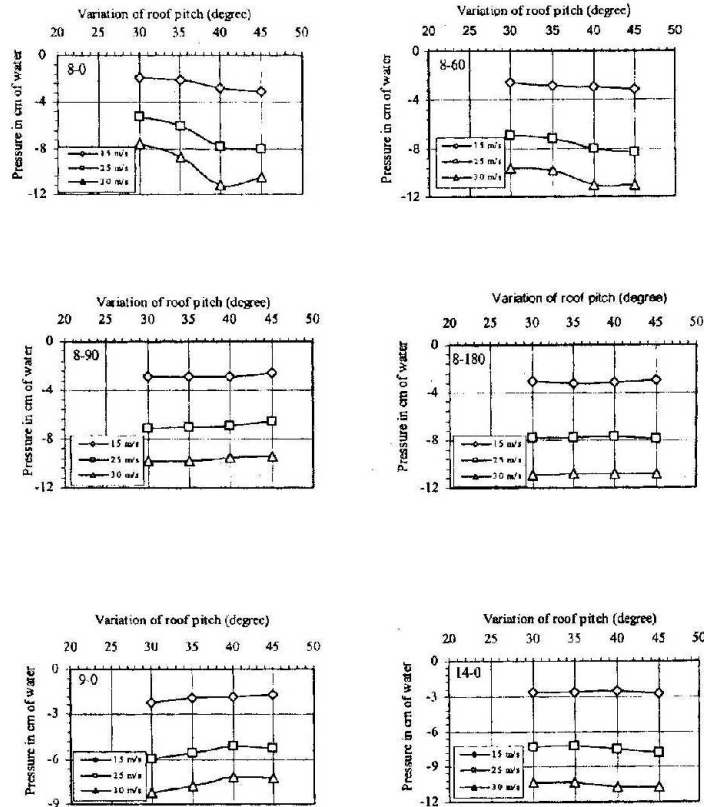 Variation of roof pitch (degree)
20 25 30 35 40 45 50
0
-4
-8
-12
Pressure in cm of water
8-0
15 m/s
25 m/s
30 m/s
Variation of roof pitch (degree)
20 25 30 35 40 45 50
0
-4
-8
-12
Pressure in cm of water
8-60
15 m/s
25 m/s
30 m/s
Variation of roof pitch (degree)
20 25 30 35 40 45 50
0
-4
-8
-12
Pressure in cm of water
8-90
15 m/s
25 m/s
30 m/s
Variation of roof pitch (degree)
20 25 30 35 40 45 50
0
-4
-8
-12
Pressure in cm of water
8-180
15 m/s
25 m/s
30 m/s
Variation of roof pitch (degree)
20 25 30 35 40 45 50
0
-3
-6
-9
Pressure in cm of water
9-0
15 m/s
25 m/s
30 m/s
Variation of roof pitch (degree)
20 25 30 35 40 45 50
0
-3
-6
-9
-12
Pressure in cm of water
14-0
15 m/s
25 m/s
30 m/s